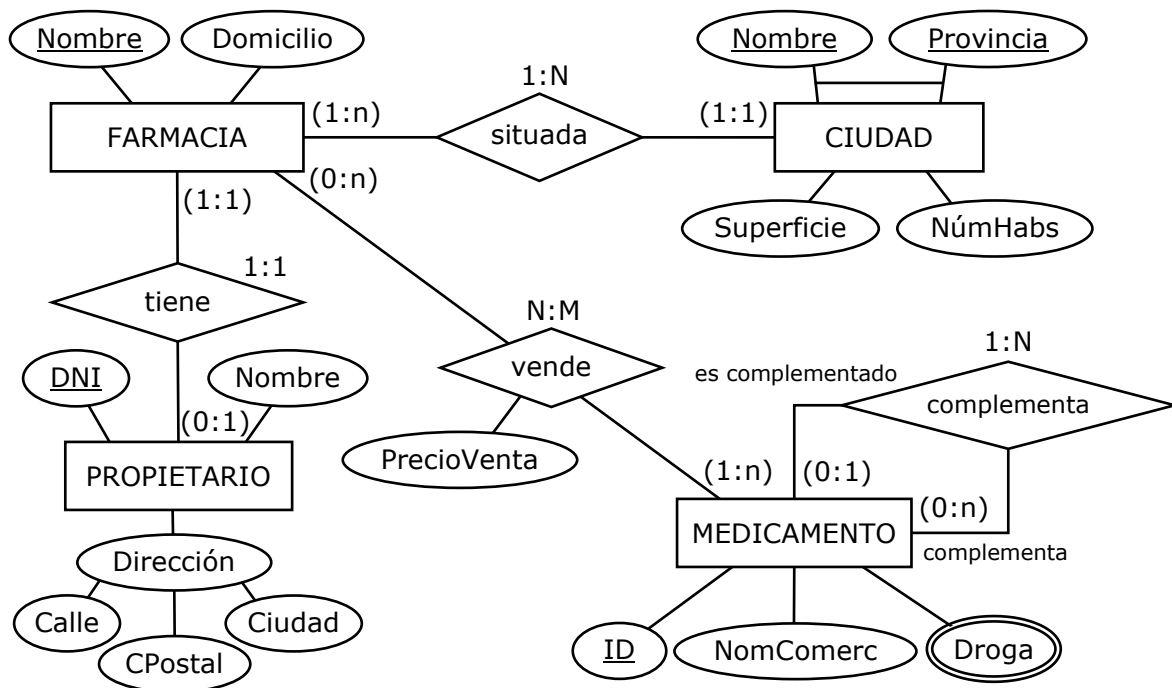 Nombre
Domicilio
Nombre
Provincia
1:N
(1:n)
(1:1)
FARMACIA
situada
CIUDAD
(1:1)
(0:n)
Superficie
NúmHabs
1:1
tiene
N:M
vende
1:N
es complementado
complementa
DNI
Nombre
(0:1)
PrecioVenta
(1:n)
(0:1)
PROPIETARIO
(0:n)
MEDICAMENTO
complementa
Dirección
Calle
Ciudad
CPostal
ID
NomComerc
Droga